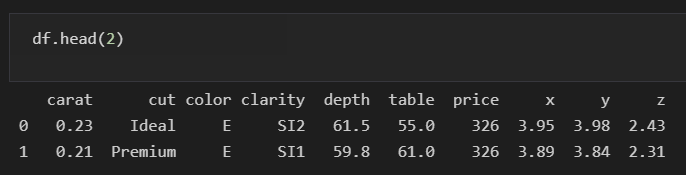 df.head(2)
carat cut color clarity depth table price x y z
0 0.23 Ideal E SI2 61.5 55.0 326 3.95 3.98 2.43
1 0.21 Premium E SI1 59.8 61.0 326 3.89 3.84 2.31